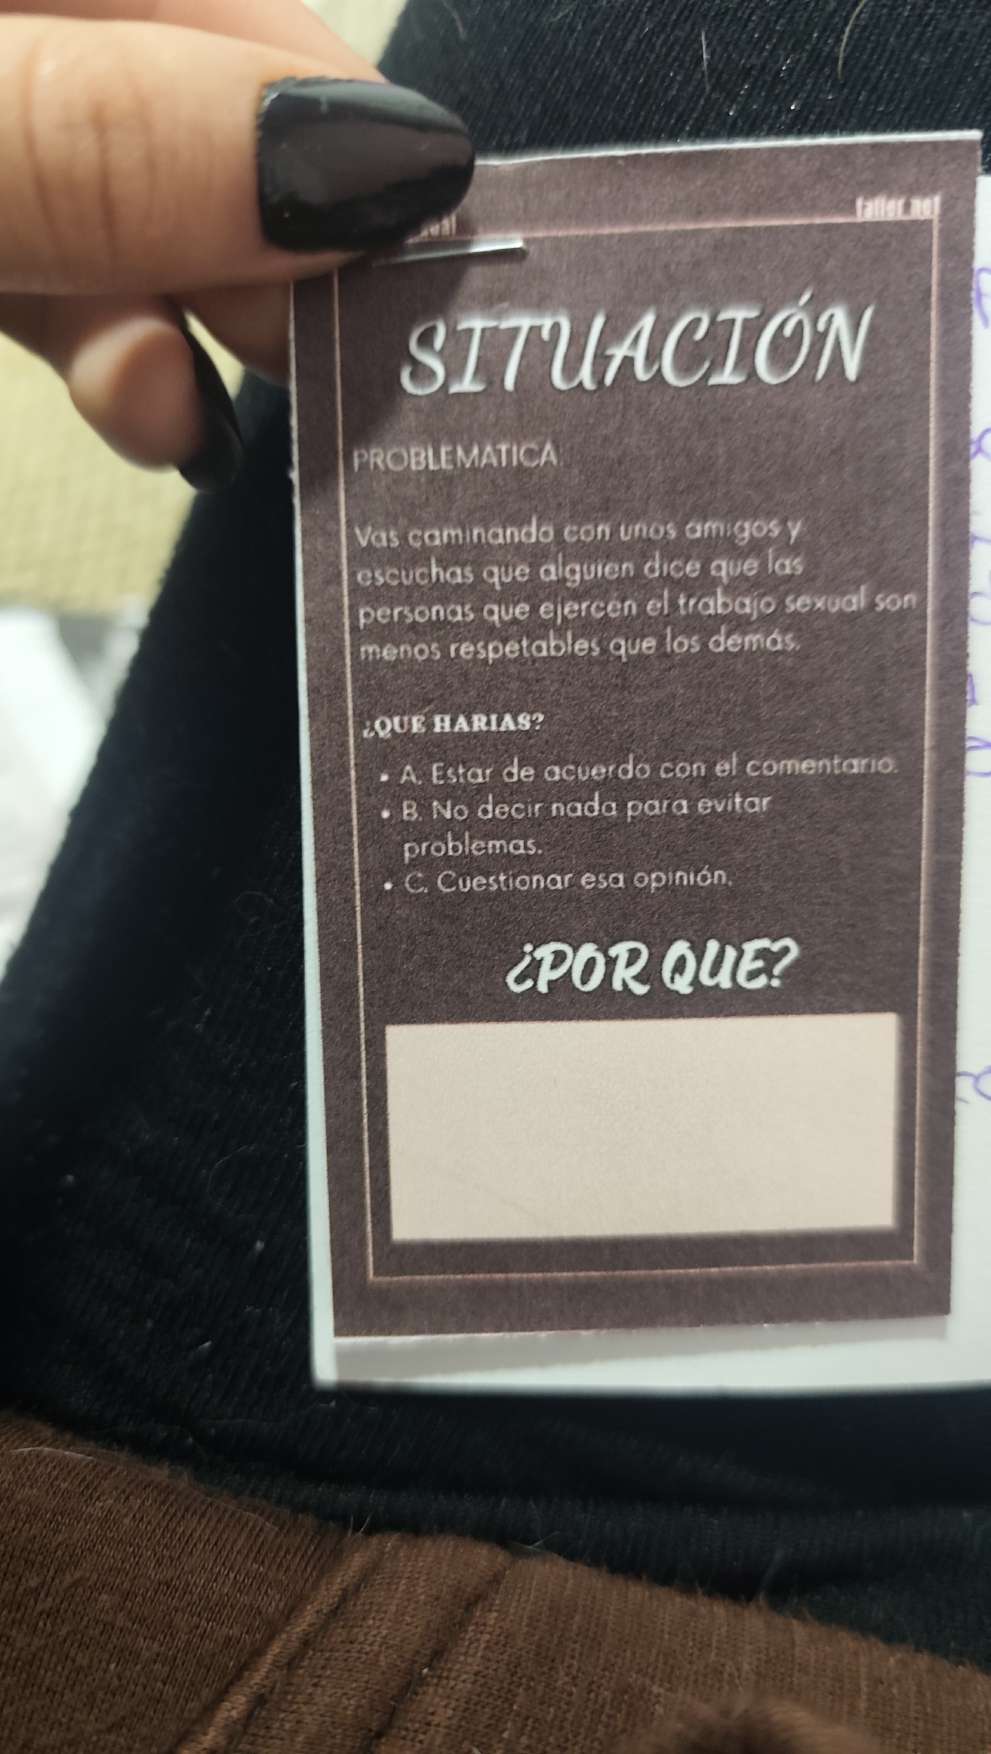 taller.net
SITUACIÓN
PROBLEMATICA
Vas caminando con unos amigos y
escuchas que alguien dice que las
personas que ejercen el trabajo sexual son
menos respetables que los demás.
¿QUE HARIAS?
• A. Estar de acuerdo con el comentario.
• B. No decir nada para evitar
problemas.
• C. Cuestionar esa opinión.
¿POR QUE?